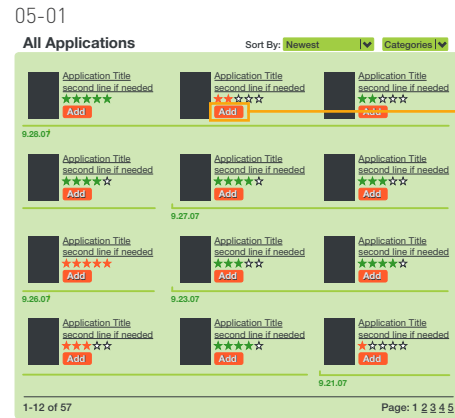 05-01
All Applications
Sort By: Newest
Categories
Application Title
second line if needed
Add
Application Title
second line if needed
Add
Application Title
second line if needed
Add
9.28.07
Application Title
second line if needed
Add
Application Title
second line if needed
Add
Application Title
second line if needed
Add
9.27.07
Application Title
second line if needed
Add
Application Title
second line if needed
Add
Application Title
second line if needed
Add
9.26.07
9.23.07
Application Title
second line if needed
Add
Application Title
second line if needed
Add
Application Title
second line if needed
Add
9.21.07
1-12 of 57
Page: 1 2 3 4 5